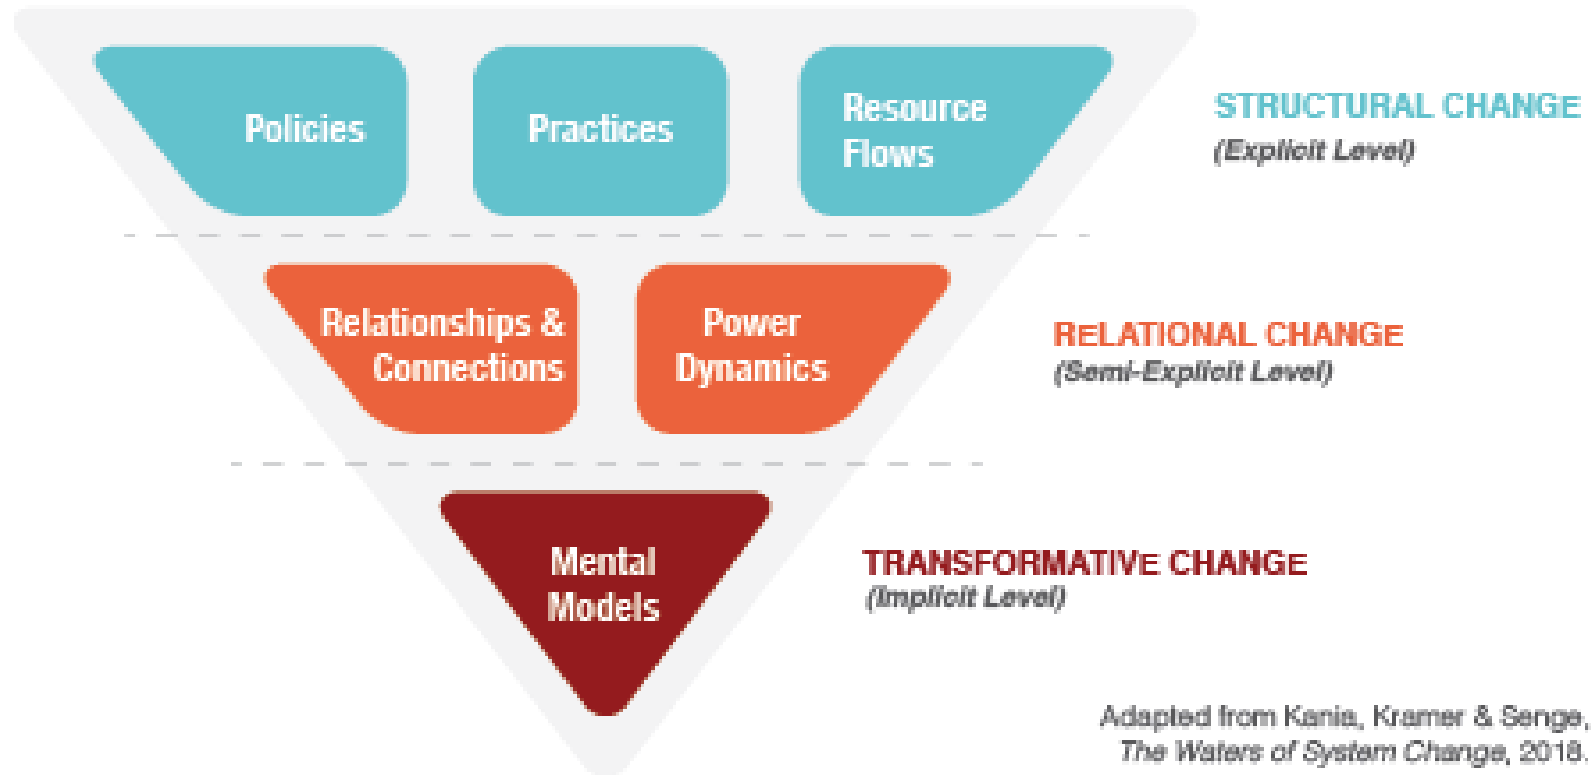 Policies
Practices
Resource
Flows
STRUCTURAL CHANGE
(Explicit Level)
Relationships &
Connections
Power
Dynamics
RELATIONAL CHANGE
(Semi-Explicit Level)
Mental
Models
TRANSFORMATIVE CHANGE
(Implicit Level)
Adapted from Kania, Kramer & Senge,
The Waters of System Change, 2018.